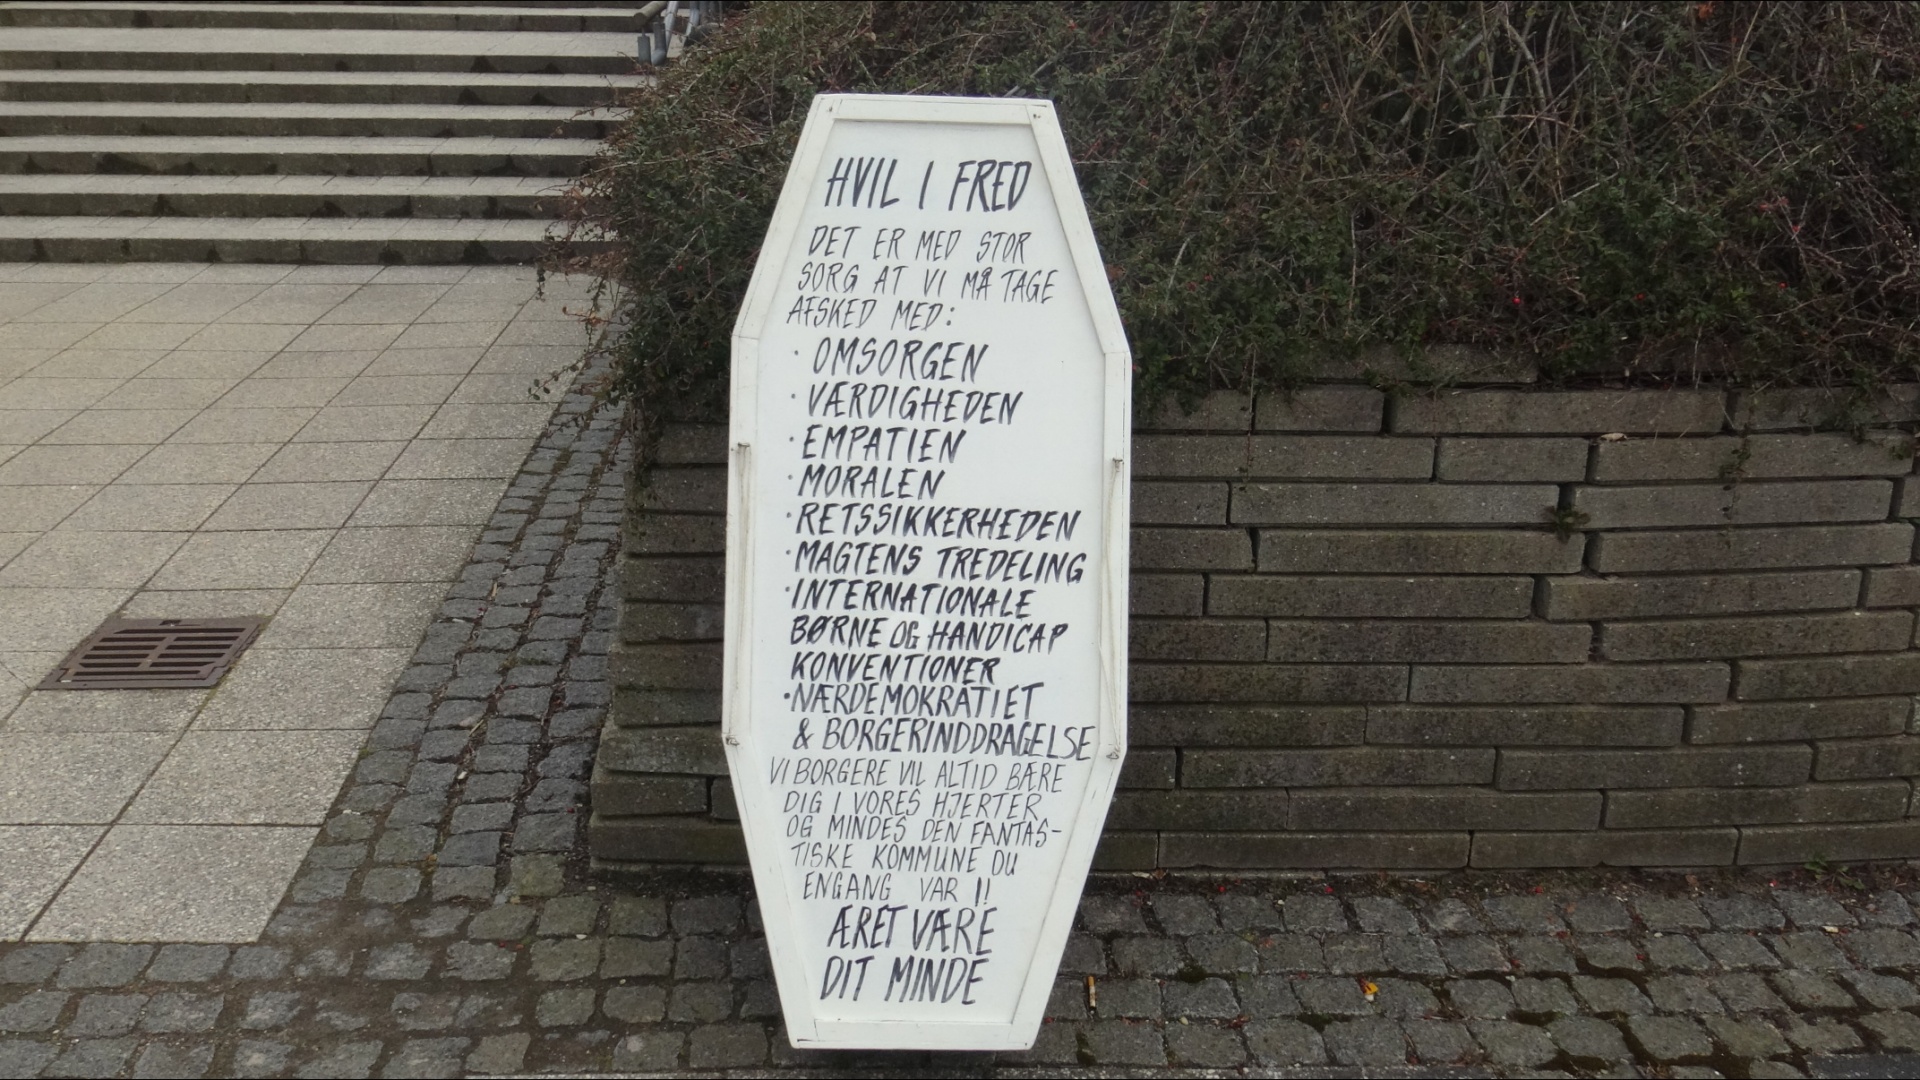 HVIL I FRED
DET ER MED STOR
SORG AT VI MÅ TAGE
AFSKED MED:
· OMSORGEN
· VÆRDIGHEDEN
· EMPATIEN
· MORALEN
· RETSSIKKERHEDEN
· MAGTENS TREDELING
· INTERNATIONALE
BØRNE OG HANDICAP
KONVENTIONER
· NÆRDEMOKRATIET
& BORGERINDDRAGELSE
VI BORGERE VIL ALTID BÆRE
DIG I VORES HJERTER
OG MINDES DEN FANTAS-
TISKE KOMMUNE DU
ENGANG VAR !!
ÆRET VÆRE
DIT MINDE